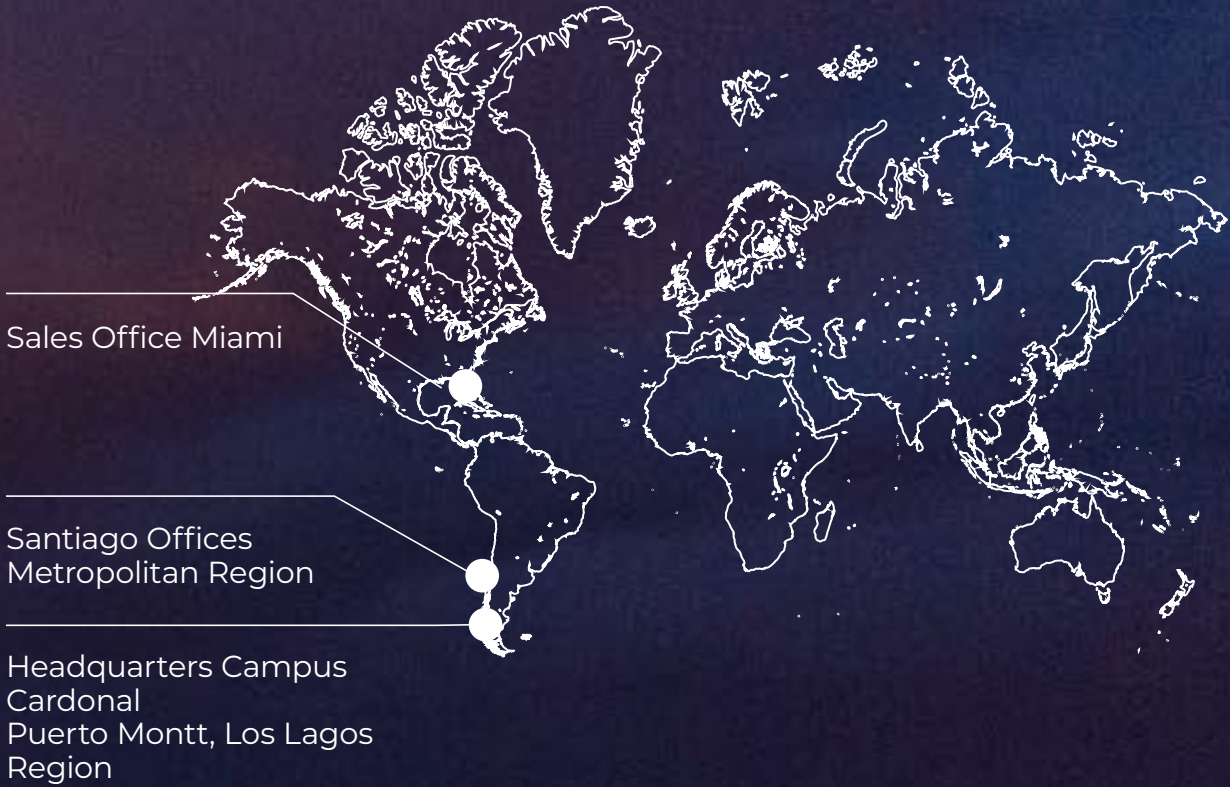 Sales Office Miami
Santiago Offices
Metropolitan Region
Headquarters Campus
Cardonal
Puerto Montt, Los Lagos
Region